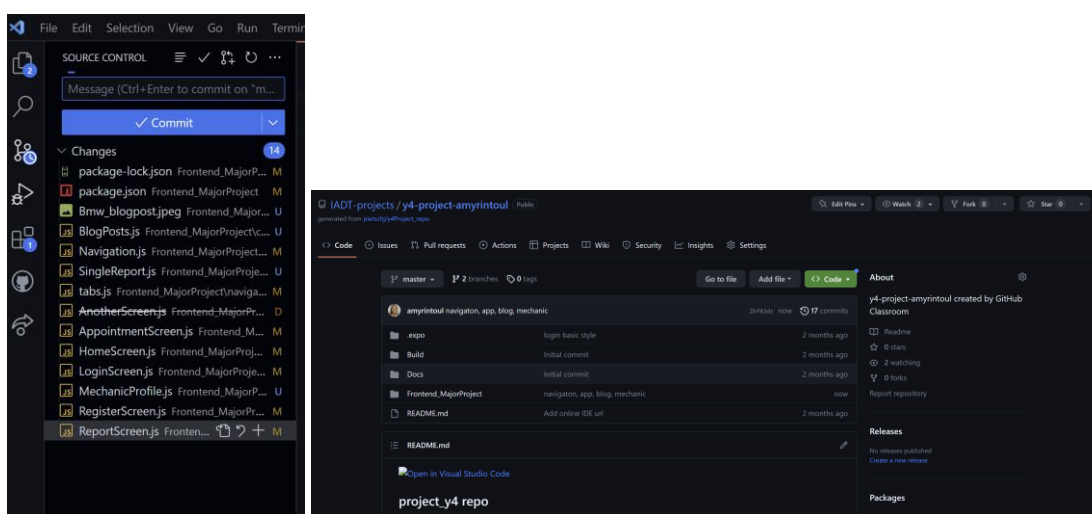 File Edit Selection View Go Run Termin
SOURCE CONTROL
Message (Ctrl+Enter to commit on "m...
Commit
Changes 14
package-lock.json Frontend_MajorP... M
package.json Frontend_MajorProject M
Bmw_blogpost.jpeg Frontend_Major... U
BlogPosts.js Frontend_MajorProject\c... U
Navigation.js Frontend_MajorProject... M
SingleReport.js Frontend_MajorProje... U
tabs.js Frontend_MajorProject\naviga... M
AnotherScreen.js Frontend_MajorPr... D
AppointmentScreen.js Frontend_M... M
HomeScreen.js Frontend_MajorProj... M
LoginScreen.js Frontend_MajorProje... M
MechanicProfile.js Frontend_MajorP... U
RegisterScreen.js Frontend_MajorPr... M
ReportScreen.js Fronten... M
2
1
IADT-projects / y4-project-amyrintoul Public
generated from pietschj/y4Project_repo
Edit Pins Watch 2 Fork 0 Star 0
Code Issues Pull requests Actions Projects Wiki Security Insights Settings
master 2 branches 0 tags Go to file Add file Code
amyrintoul navigaton, app, blog, mechanic now 17 commits
.expo login basic style 2 months ago
Build Initial commit 2 months ago
Docs Initial commit 2 months ago
Frontend_MajorProject navigaton, app, blog, mechanic now
README.md Add online IDE url 2 months ago
README.md
Open in Visual Studio Code
project_y4 repo
About
y4-project-amyrintoul created by GitHub
Classroom
Readme
0 stars
2 watching
0 forks
Report repository
Releases
No releases published
Create a new release
Packages